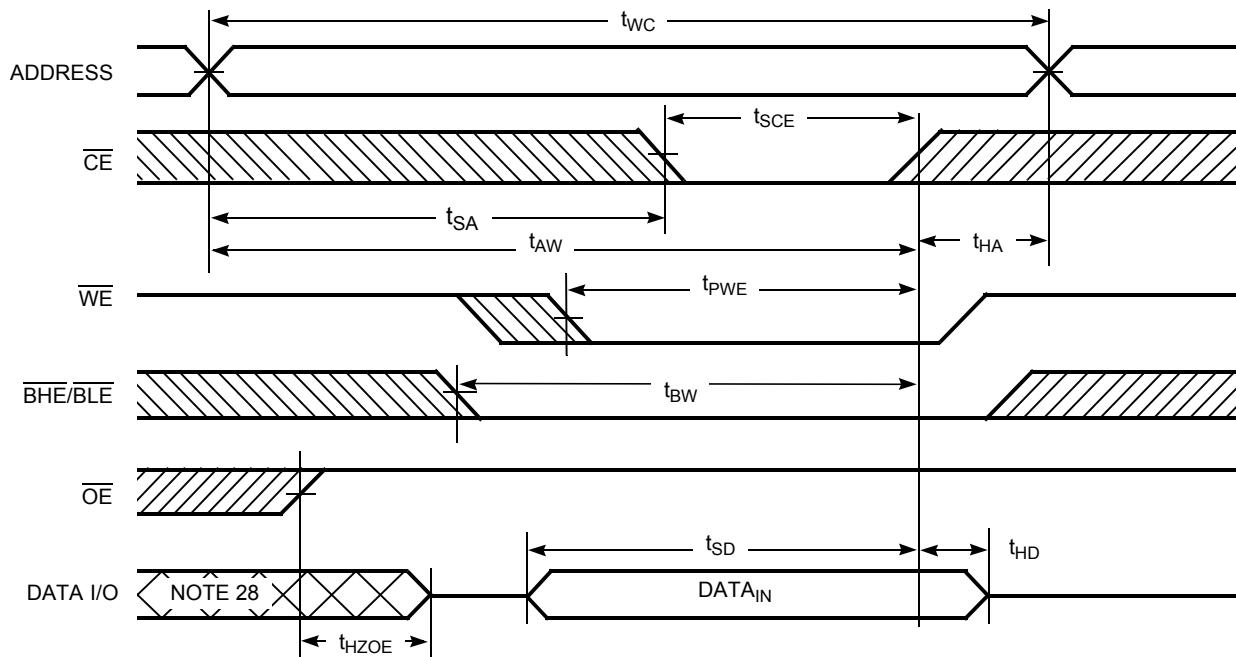 tWC
ADDRESS
tSCE
CE
tSA
tAW
tHA
WE
tPWE
BHE/BLE
tBW
OE
tSD
tHD
DATA I/O
NOTE 28
DATAIN
tHZOE